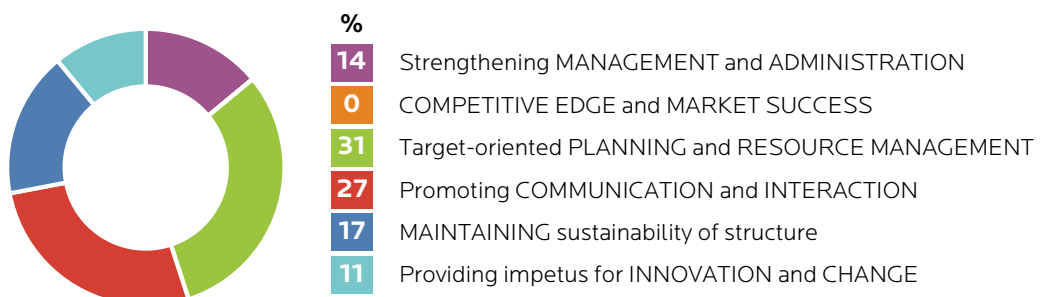 %
14 Strengthening MANAGEMENT and ADMINISTRATION
0 COMPETITIVE EDGE and MARKET SUCCESS
31 Target-oriented PLANNING and RESOURCE MANAGEMENT
27 Promoting COMMUNICATION and INTERACTION
17 MAINTAINING sustainability of structure
11 Providing impetus for INNOVATION and CHANGE